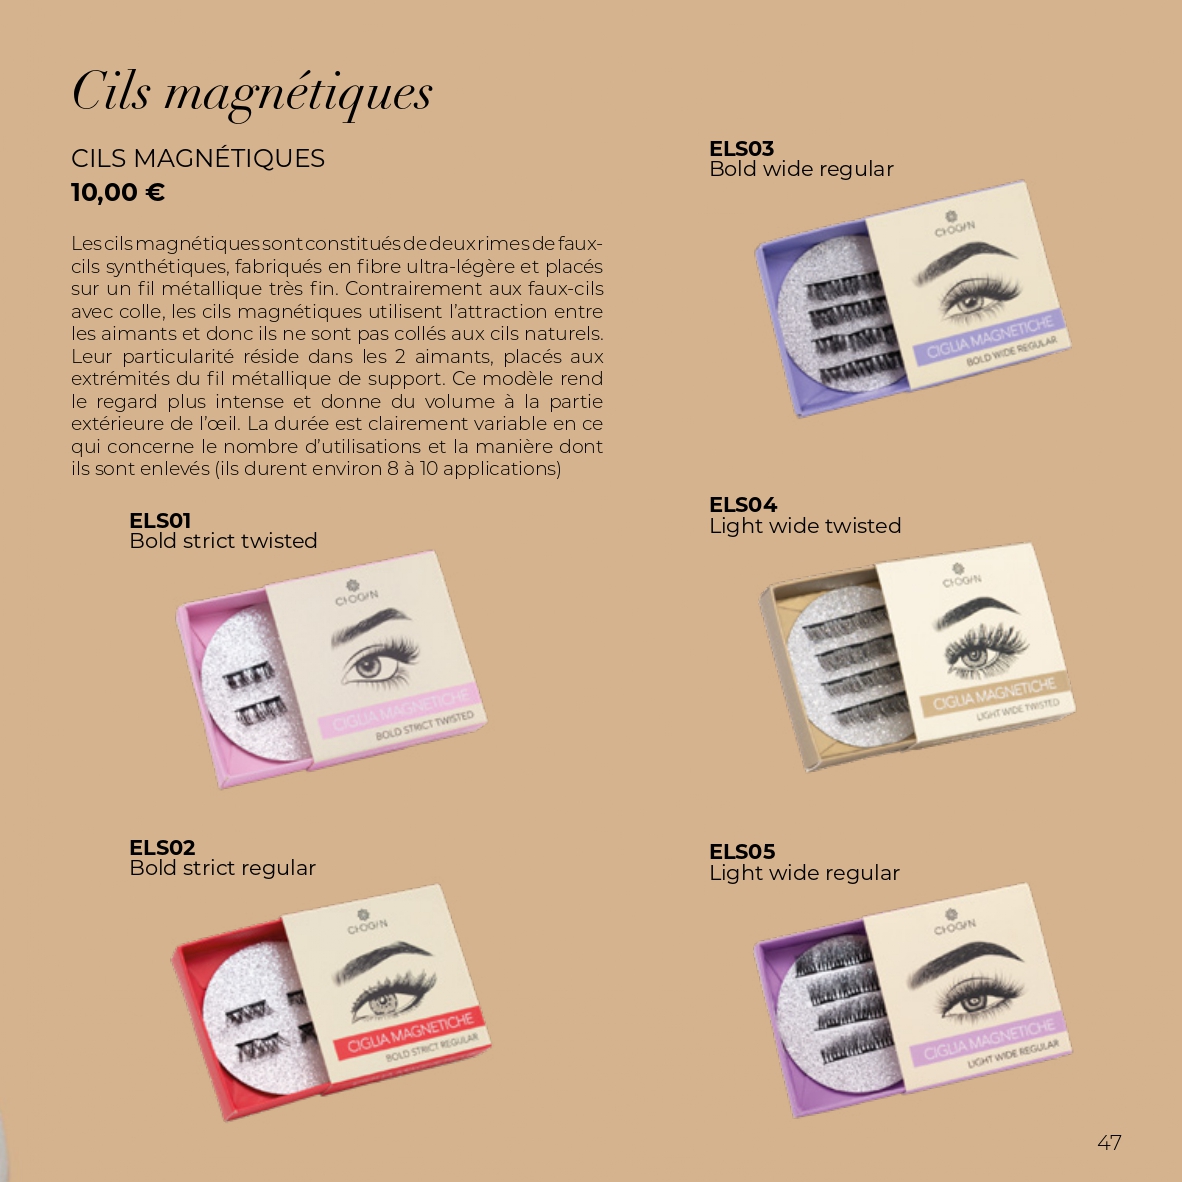 Cils magnétiques
CILS MAGNÉTIQUES
10,00 €
Les cils magnétiques sont constitués de deux rimes de faux-
cils synthétiques, fabriqués en fibre ultra-légère et placés
sur un fil métallique très fin. Contrairement aux faux-cils
avec colle, les cils magnétiques utilisent l’attraction entre
les aimants et donc ils ne sont pas collés aux cils naturels.
Leur particularité réside dans les 2 aimants, placés aux
extrémités du fil métallique de support. Ce modèle rend
le regard plus intense et donne du volume à la partie
extérieure de l’œil. La durée est clairement variable en ce
qui concerne le nombre d’utilisations et la manière dont
ils sont enlevés (ils durent environ 8 à 10 applications)
ELS01
Bold strict twisted
CHOGAN
CIGLIA MAGNETICHE
BOLD STRICT TWISTED
ELS02
Bold strict regular
CHOGAN
CIGLIA MAGNETICHE
BOLD STRICT REGULAR
ELS03
Bold wide regular
CHOGAN
CIGLIA MAGNETICHE
BOLD WIDE REGULAR
ELS04
Light wide twisted
CHOGAN
CIGLIA MAGNETICHE
LIGHT WIDE TWISTED
ELS05
Light wide regular
CHOGAN
CIGLIA MAGNETICHE
LIGHT WIDE REGULAR
47